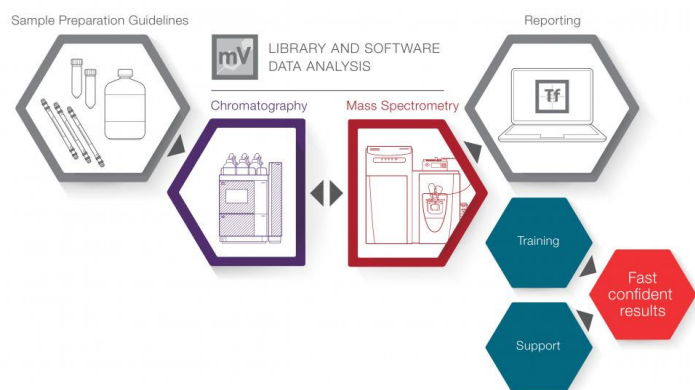 Sample Preparation Guidelines
Reporting
mV
LIBRARY AND SOFTWARE
DATA ANALYSIS
Chromatography
Mass Spectrometry
Tf
Training
Fast
confident
results
Support